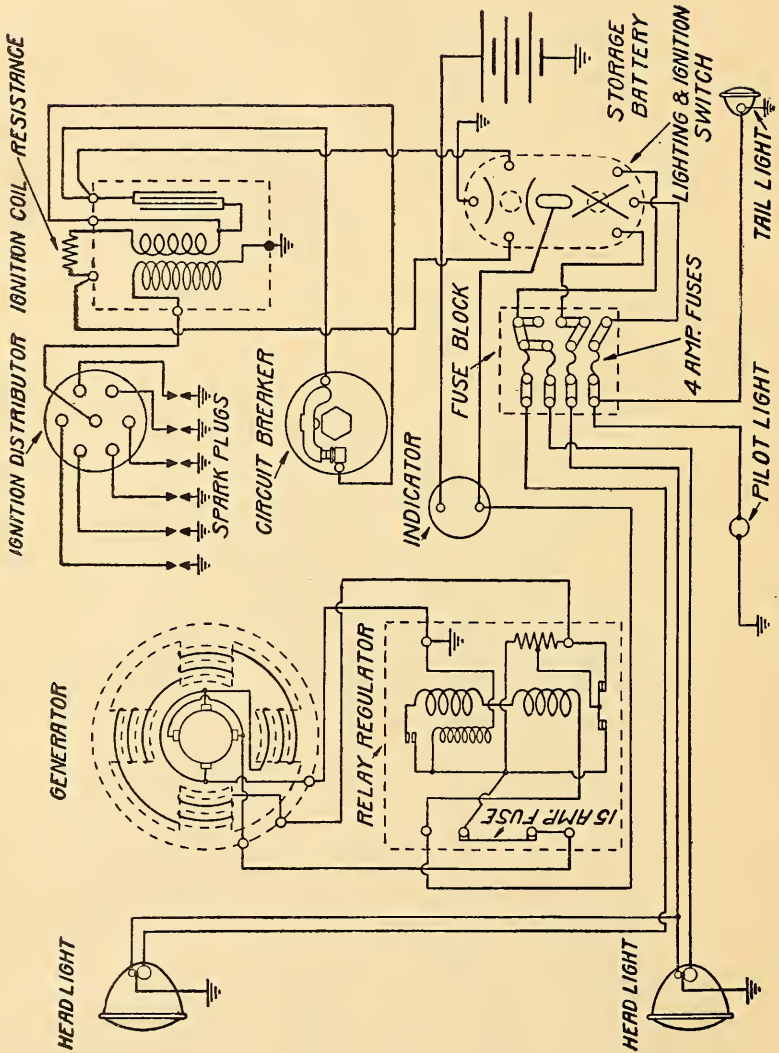 HEAD LIGHT
GENERATOR
IGNITION DISTRIBUTOR
IGNITION COIL
RESISTANCE
SPARK PLUGS
CIRCUIT BREAKER
RELAY REGULATOR
15 AMP. FUSE
INDICATOR
FUSE BLOCK
4 AMP. FUSES
STORAGE
BATTERY
LIGHTING & IGNITION
SWITCH
HEAD LIGHT
PILOT LIGHT
TAIL LIGHT